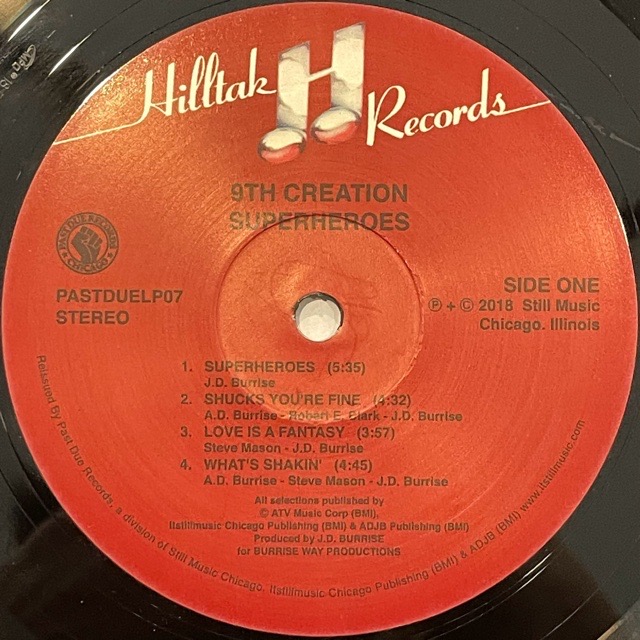 Hilltak H Records
9TH CREATION
SUPERHEROES
PAST DUE RECORDS
CHICAGO
PASTDUELP07
STEREO
SIDE ONE
℗ + © 2018 Still Music
Chicago. Illinois
1. SUPERHEROES (5:35)
J.D. Burrise
2. SHUCKS YOU'RE FINE (4:32)
A.D. Burrise - Robert E. Clark - J.D. Burrise
3. LOVE IS A FANTASY (3:57)
Steve Mason - J.D. Burrise
4. WHAT'S SHAKIN' (4:45)
A.D. Burrise - Steve Mason - J.D. Burrise
All selections published by
© ATV Music Corp (BMI),
Itstillmusic Chicago Publishing (BMI) & ADJB Publishing (BMI)
Produced by J.D. BURRISE
for BURRISE WAY PRODUCTIONS
Reissued By Past Due Records, a division of Still Music Chicago, Itstillmusic Chicago Publishing (BMI) & ADJB (BMI) www.itstillmusic.com